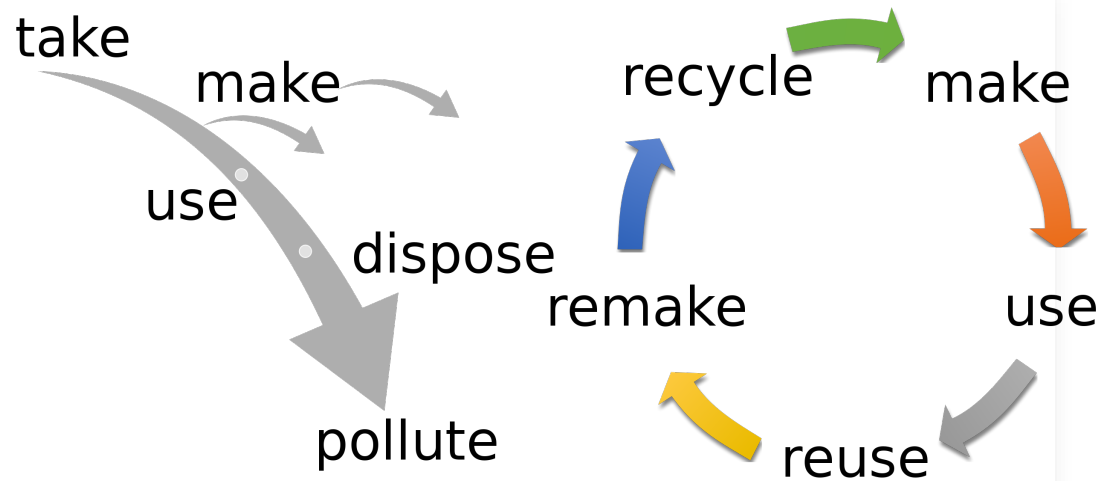 take
make
use
dispose
pollute
recycle
make
use
reuse
remake